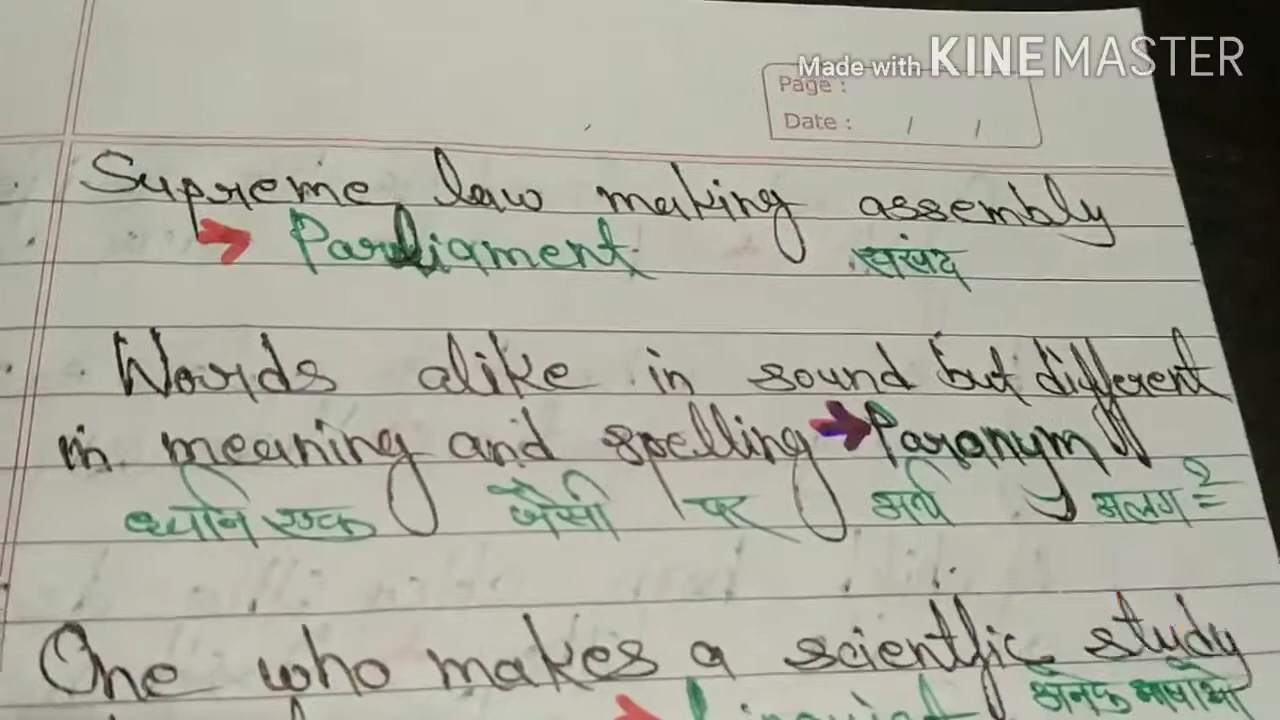 Made with KINEMASTER
Page :
Date : / /
Supreme law making assembly
→ Parliament संसद
Words alike in sound but different
in meaning and spelling → Paronym
ध्वनि एक जैसी पर अर्थ अलग =
One who makes a scientific study
अनेक भाषाओ